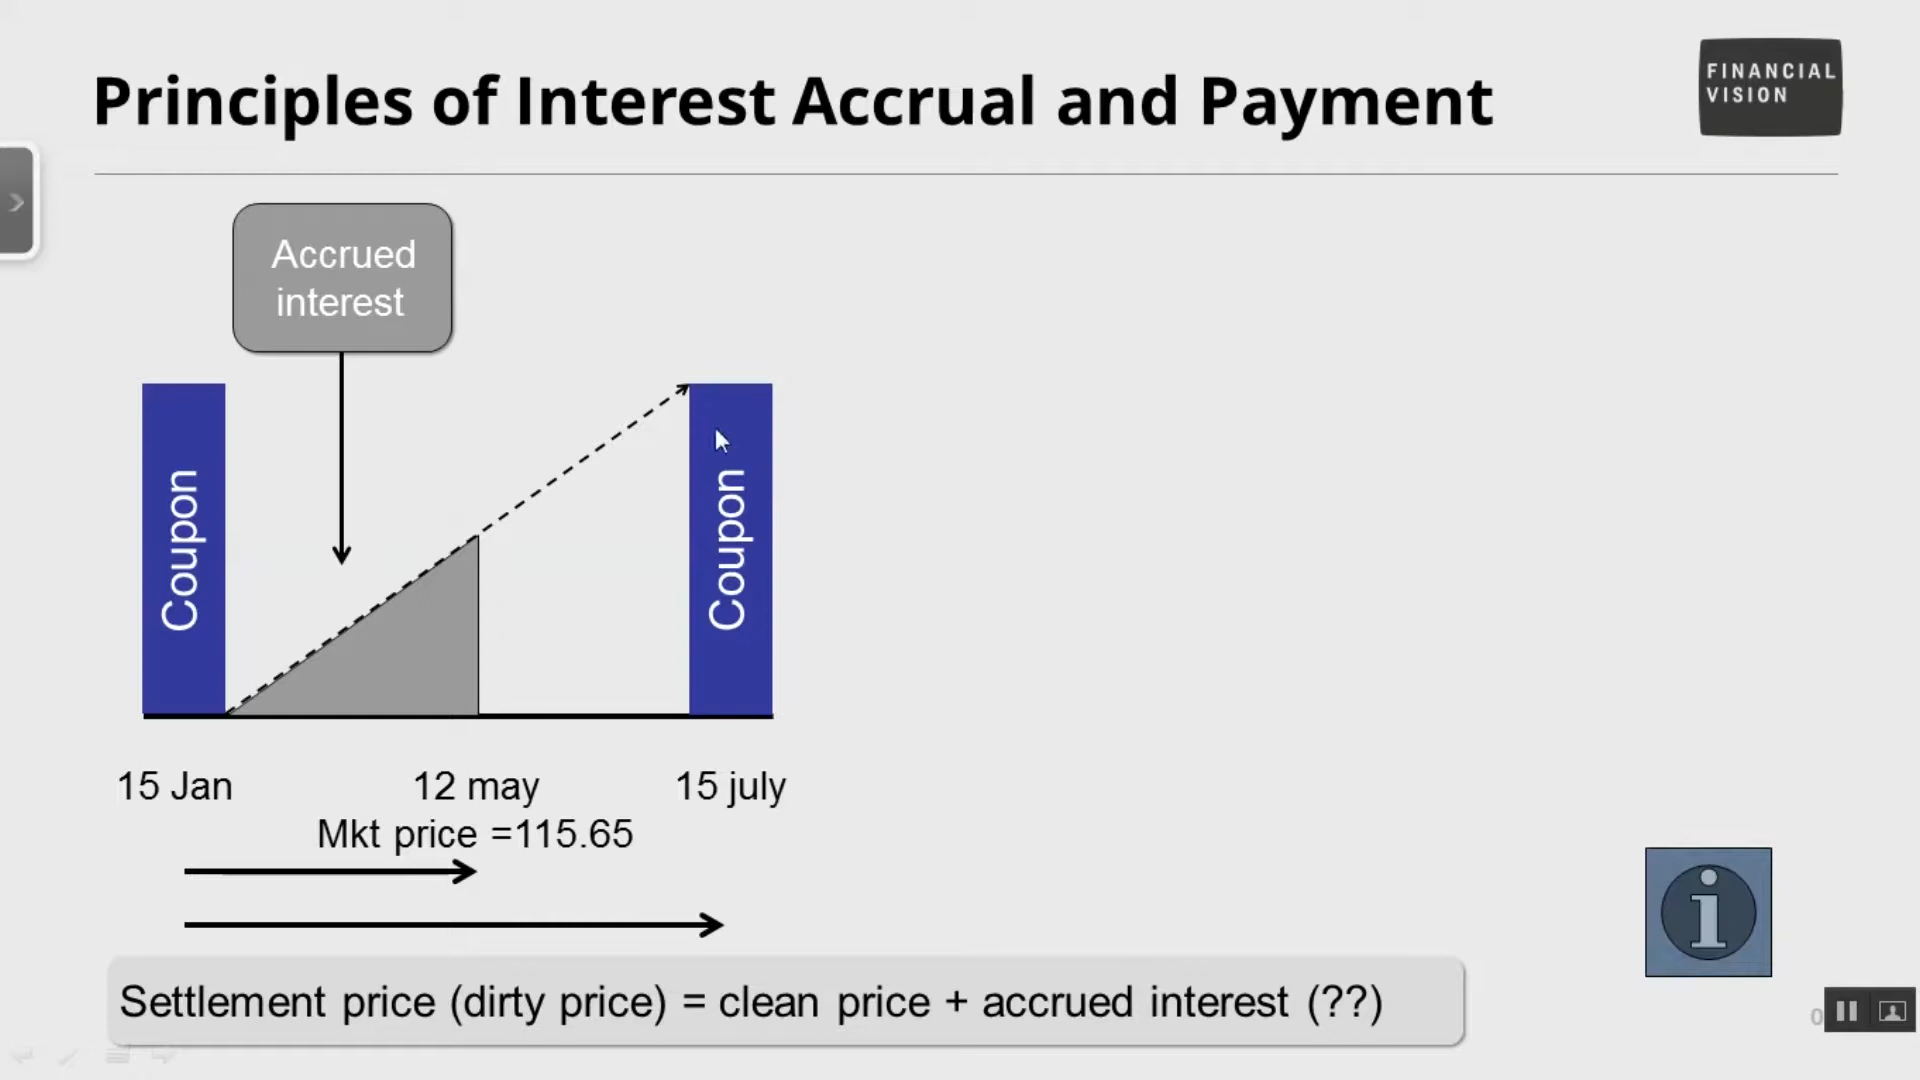 Principles of Interest Accrual and Payment
FINANCIAL
VISION
Accrued
interest
Coupon
Coupon
15 Jan
12 may
15 july
Mkt price =115.65
Settlement price (dirty price) = clean price + accrued interest (??)
0